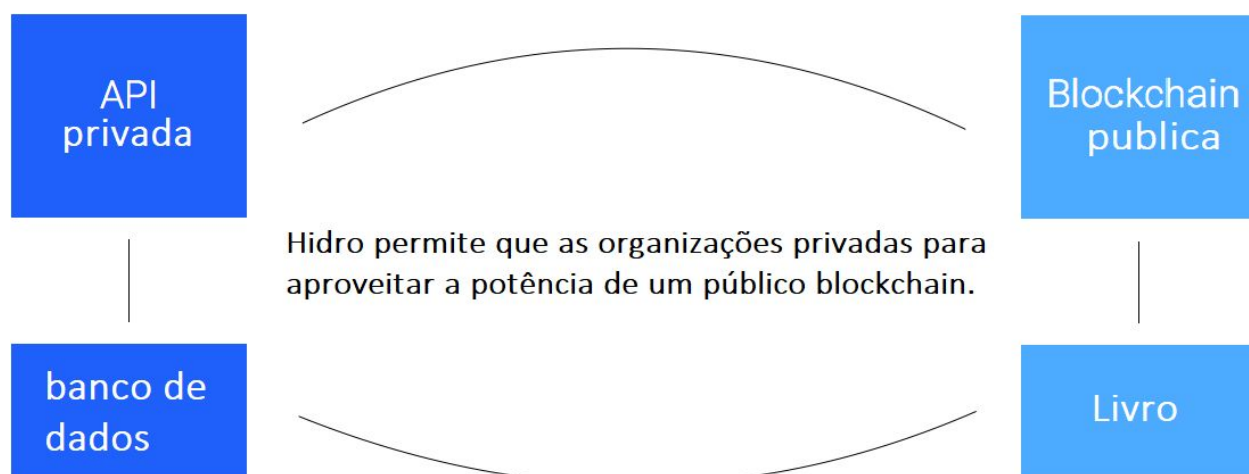 API
privada
Blockchain
publica
Hidro permite que as organizações privadas para
aproveitar a potência de um público blockchain.
banco de
dados
Livro